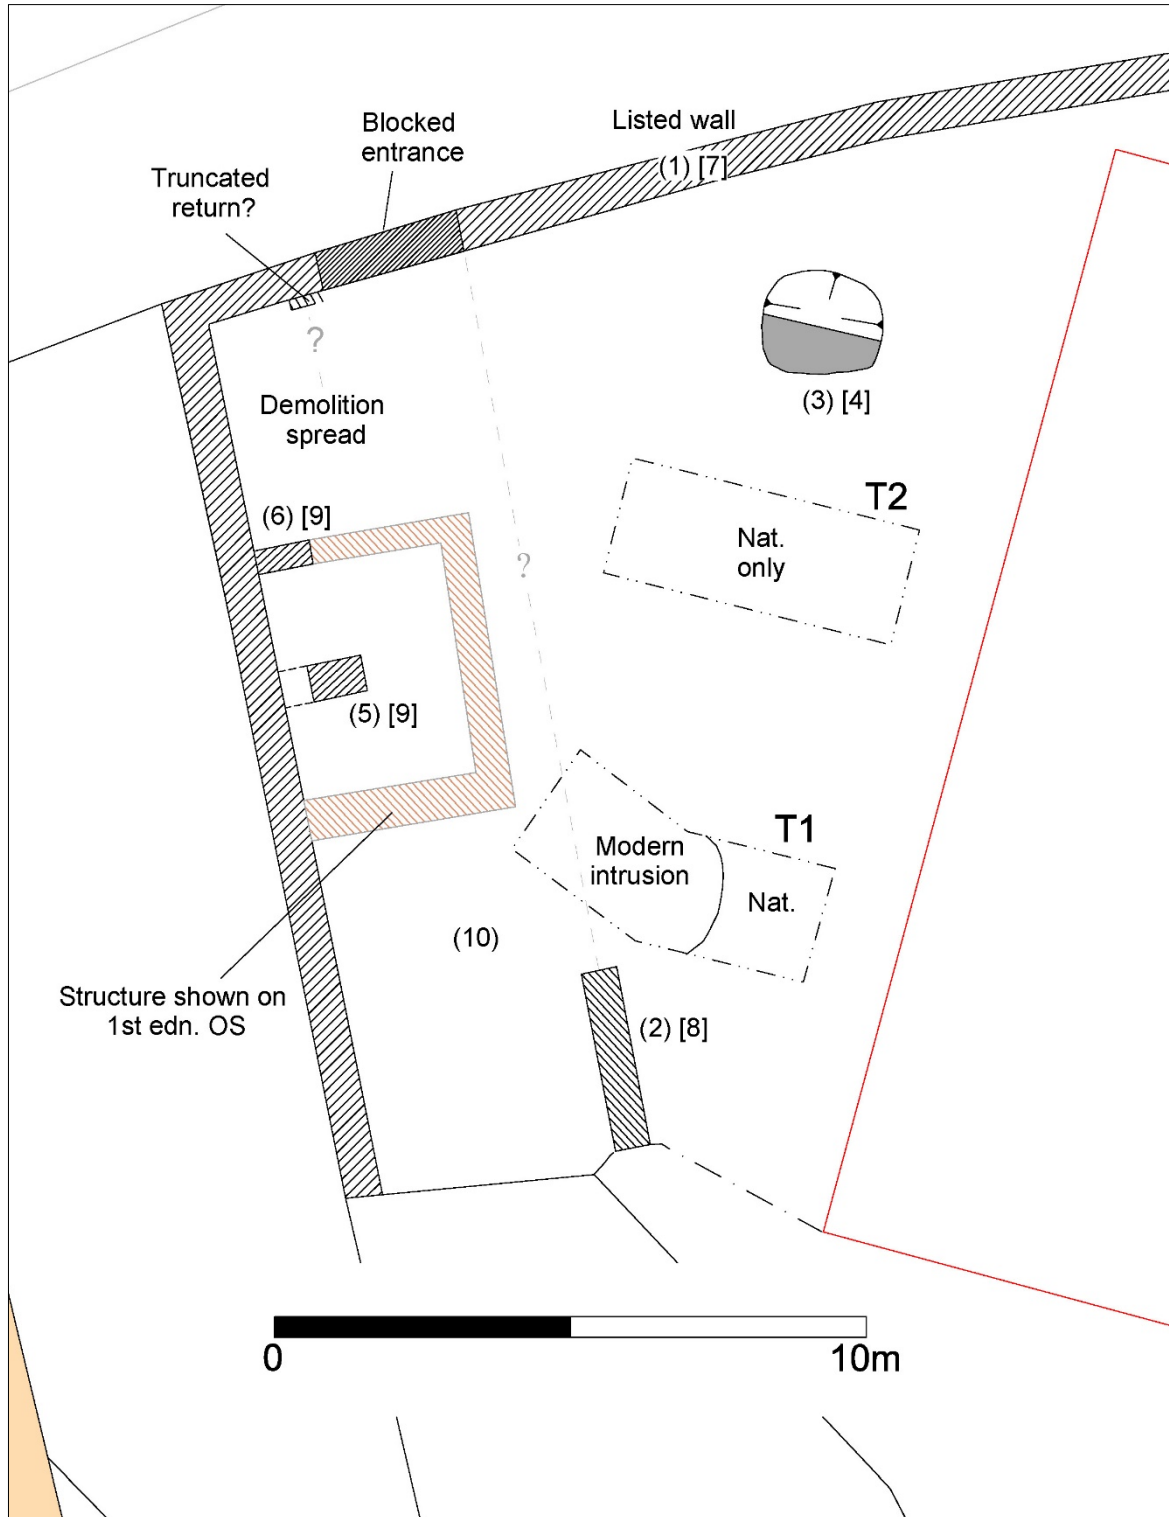 Listed wall
(1) [7]
Blocked
entrance
Truncated
return?
?
Demolition
spread
(3) [4]
T2
Nat.
only
(6) [9]
?
(5) [9]
T1
Modern
intrusion
Nat.
(10)
Structure shown on
1st edn. OS
(2) [8]
0
10m